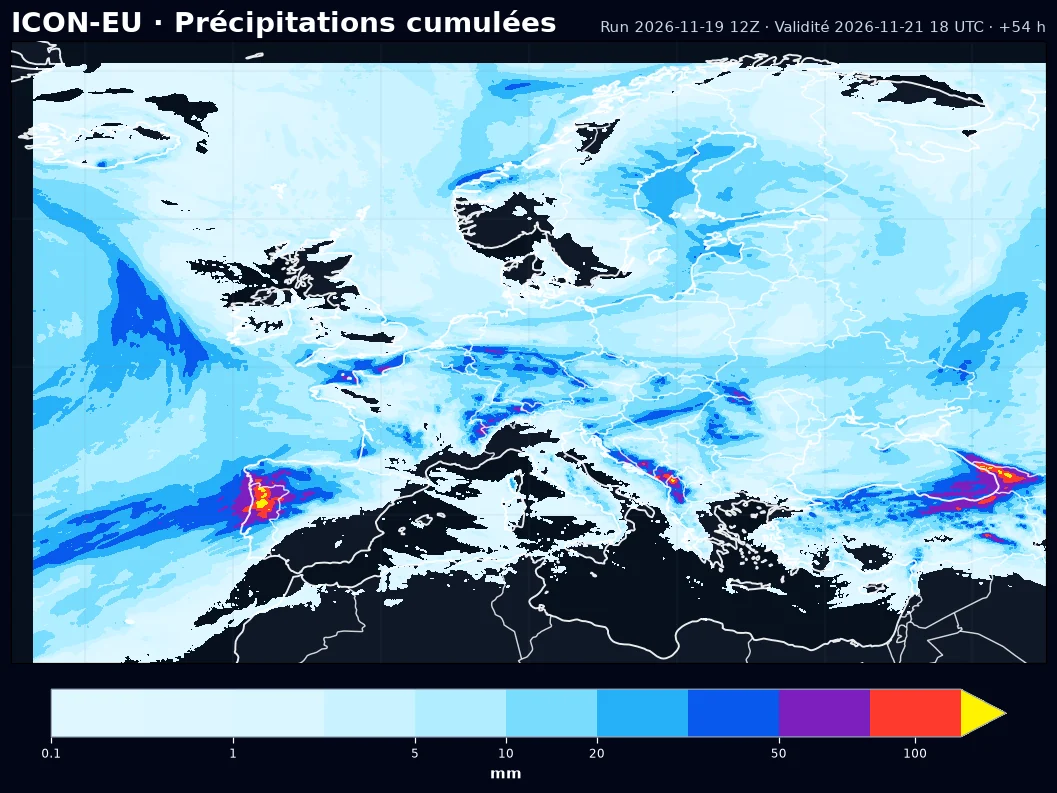 ICON-EU · Précipitations cumulées
Run 2026-11-19 12Z · Validité 2026-11-21 18 UTC · +54 h
0.1 1 5 10 20 50 100
mm